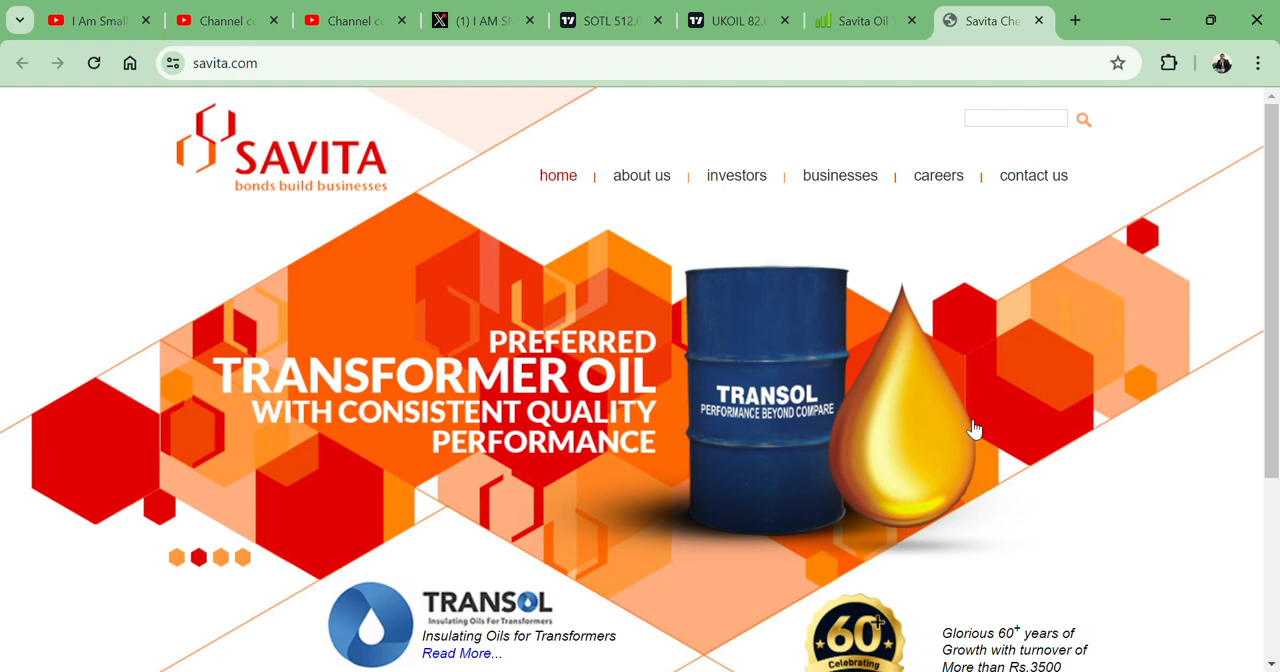 I Am Small
Channel co
Channel co
(1) I AM SM
SOTL 512.
UKOIL 82.
Savita Oil
Savita Che
savita.com
SAVITA
bonds build businesses
home
about us
investors
businesses
careers
contact us
PREFERRED
TRANSFORMER OIL
WITH CONSISTENT QUALITY
PERFORMANCE
TRANSOL
PERFORMANCE BEYOND COMPARE
TRANSOL
Insulating Oils For Transformers
Insulating Oils for Transformers
Read More...
60+
Celebrating
Glorious 60+ years of
Growth with turnover of
More than Rs.3500